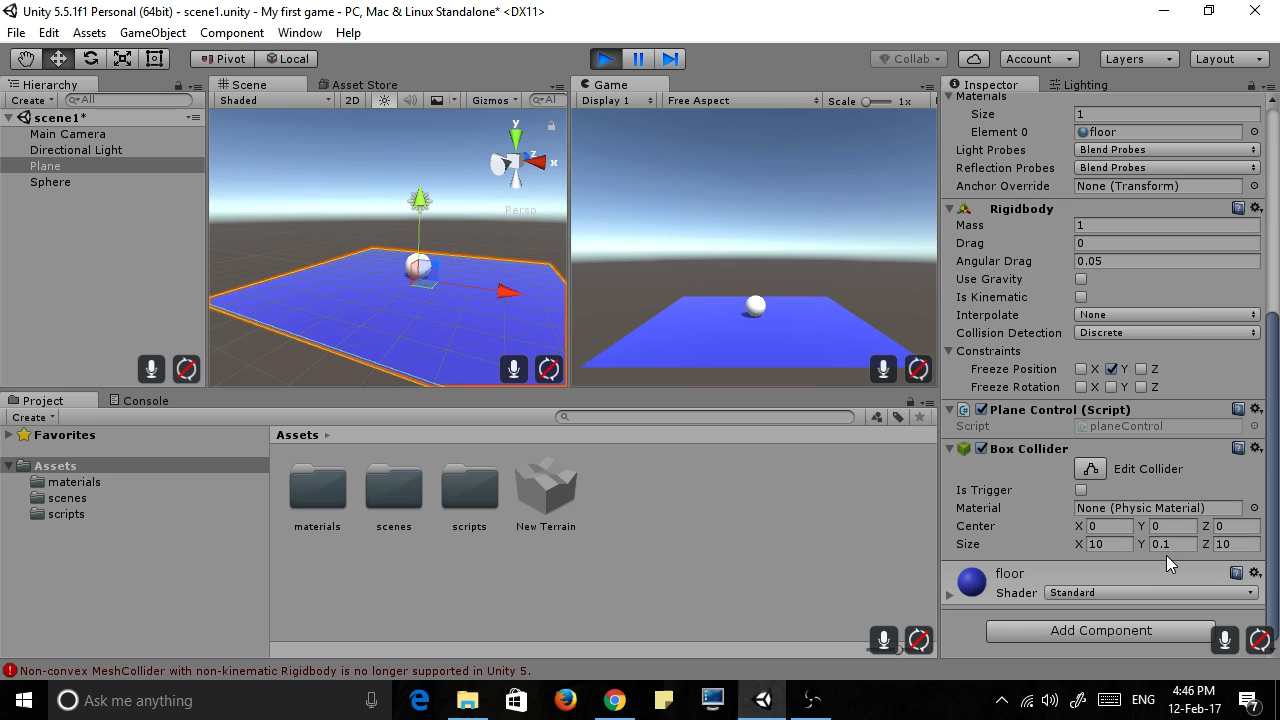 Unity 5.5.1f1 Personal (64bit) - scene1.unity - My first game - PC, Mac & Linux Standalone* <DX11>
File Edit Assets GameObject Component Window Help
Pivot Local Collab Account Layers Layout
Hierarchy
Create All
scene1*
Main Camera
Directional Light
Plane
Sphere
Scene Asset Store
Shaded 2D Gizmos Al
y
z
x
Persp
Game
Display 1 Free Aspect Scale 1x
Inspector Lighting
Materials
Size 1
Element 0 floor
Light Probes Blend Probes
Reflection Probes Blend Probes
Anchor Override None (Transform)
Rigidbody
Mass 1
Drag 0
Angular Drag 0.05
Use Gravity
Is Kinematic
Interpolate None
Collision Detection Discrete
Constraints
Freeze Position X Y Z
Freeze Rotation X Y Z
Plane Control (Script)
Script planeControl
Box Collider
Edit Collider
Is Trigger
Material None (Physic Material)
Center X 0 Y 0 Z 0
Size X 10 Y 0.1 Z 10
floor
Shader Standard
Add Component
Project Console
Create
Favorites
Assets
materials
scenes
scripts
Assets
materials scenes scripts New Terrain
Non-convex MeshCollider with non-kinematic Rigidbody is no longer supported in Unity 5.
Ask me anything
ENG
4:46 PM
12-Feb-17
7